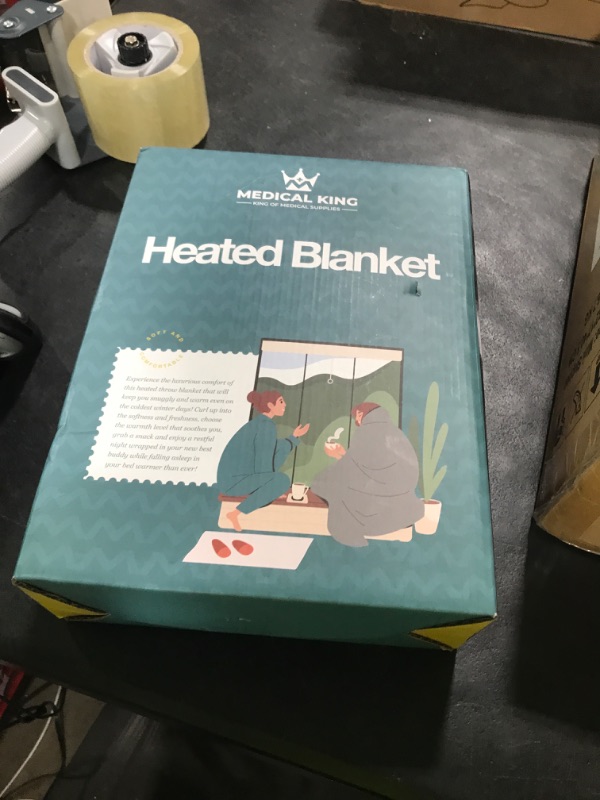 MEDICAL KING
KING OF MEDICAL SUPPLIES
Heated Blanket
SOFT AND
COMFORTABLE
Experience the luxurious comfort of
this heated throw blanket that will
keep you snuggly and warm even on
the coldest winter days! Curl up into
the softness and freshness, choose
the warmth level that soothes you,
grab a snack and enjoy a restful
night wrapped in your new best
buddy while falling asleep in
your bed warmer than ever!